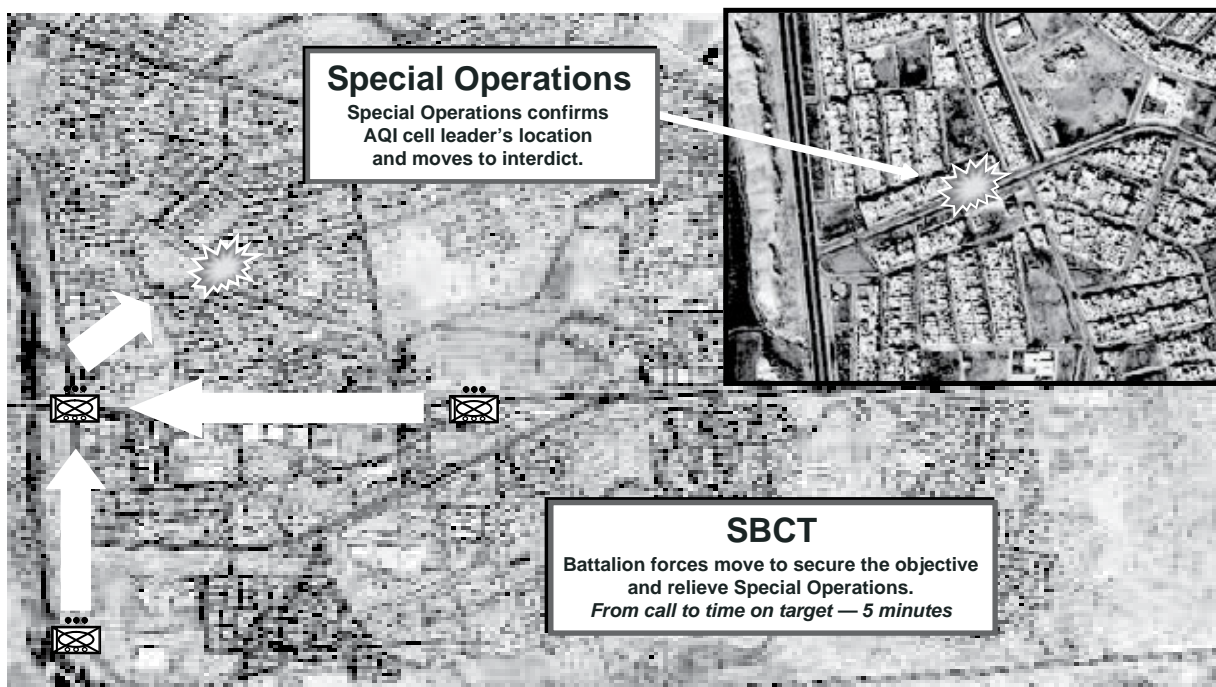 Special Operations
Special Operations confirms
AQI cell leader's location
and moves to interdict.
SBCT
Battalion forces move to secure the objective
and relieve Special Operations.
From call to time on target — 5 minutes